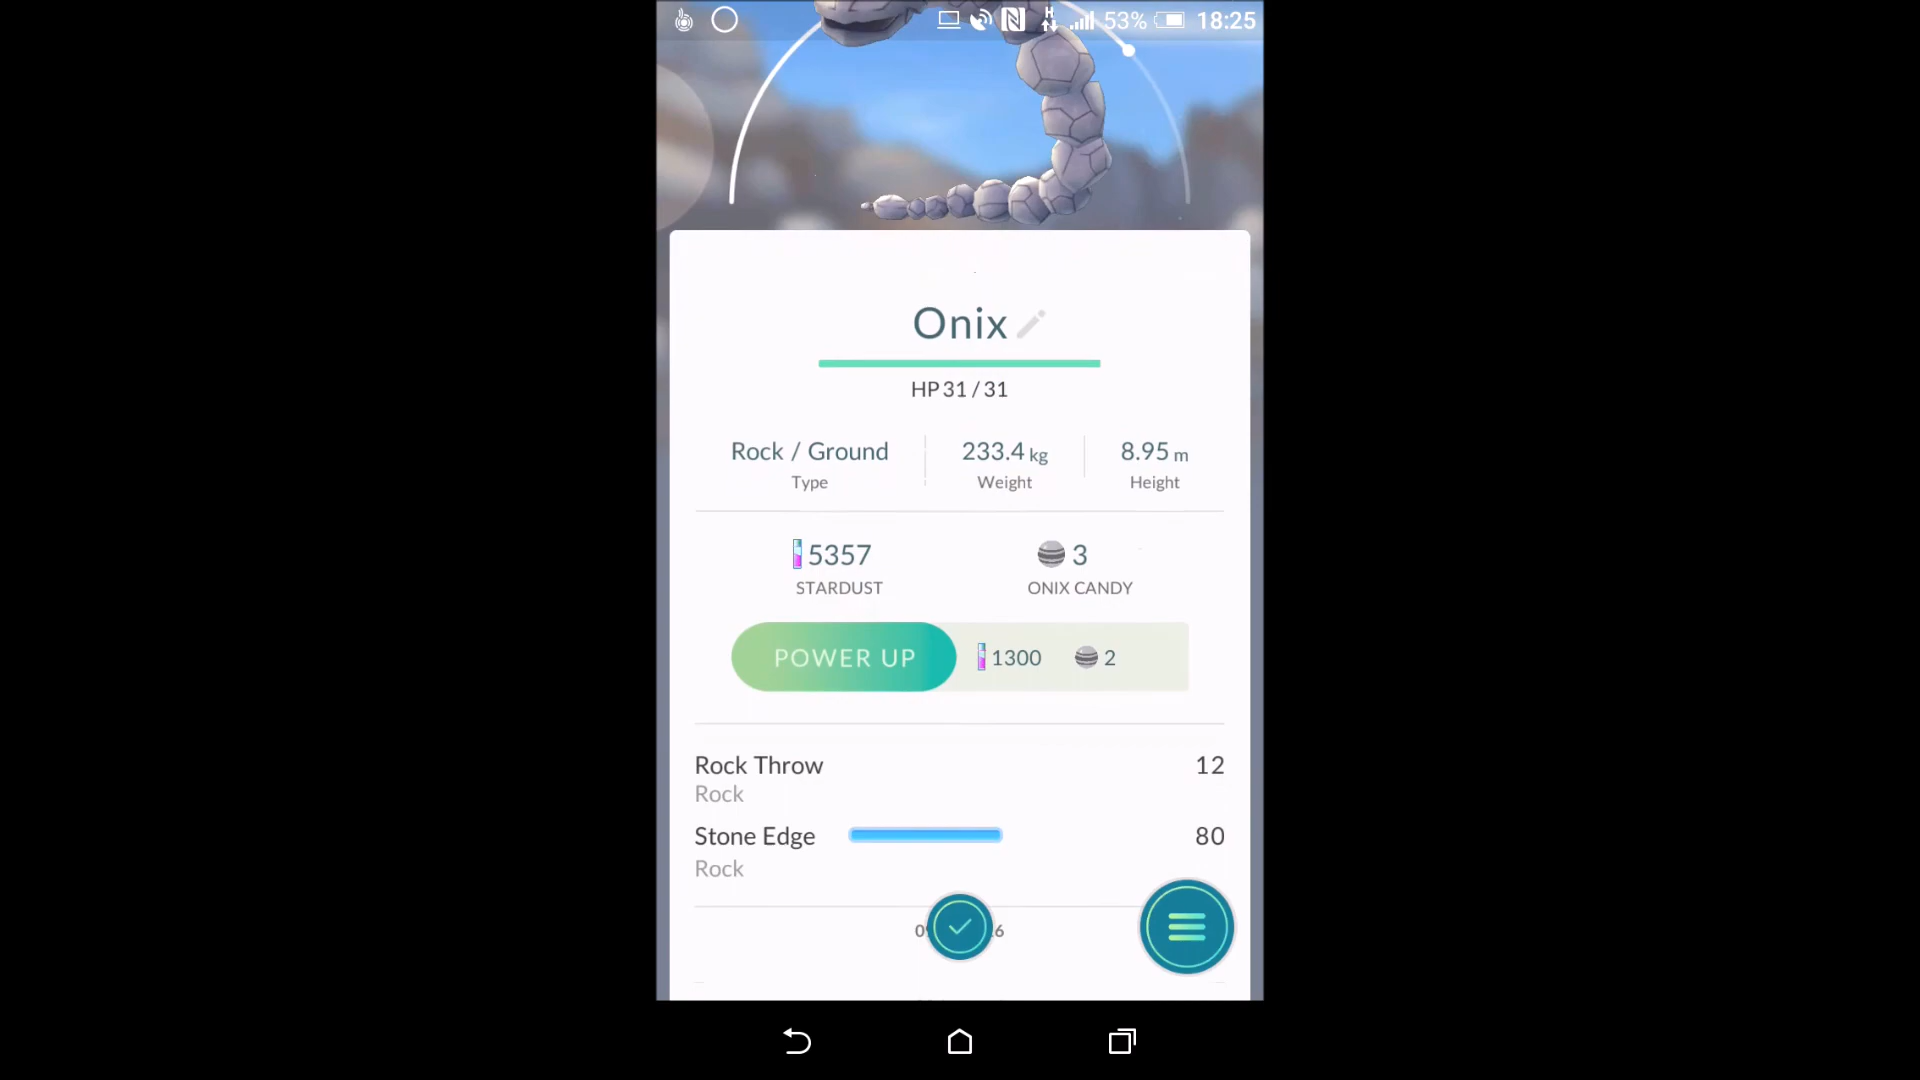 53% 18:25
Onix
HP 31 / 31
Rock / Ground 233.4 kg 8.95 m
Type Weight Height
5357 3
STARDUST ONIX CANDY
POWER UP 1300 2
Rock Throw 12
Rock
Stone Edge 80
Rock